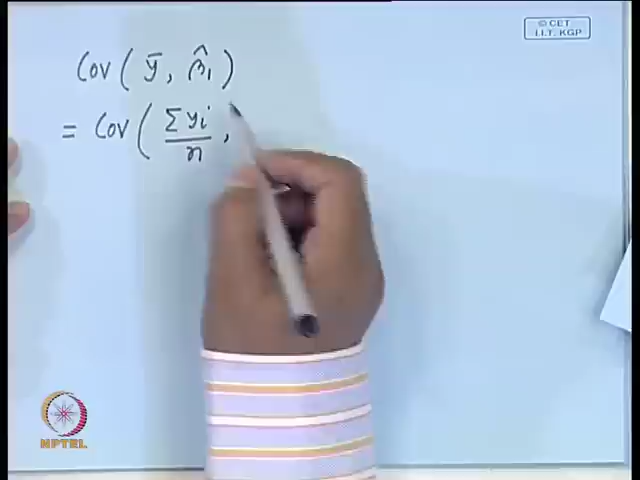 © CET
I.I.T. KGP
Cov(ȳ, β̂₁)
= Cov(Σyi/n,
NPTEL